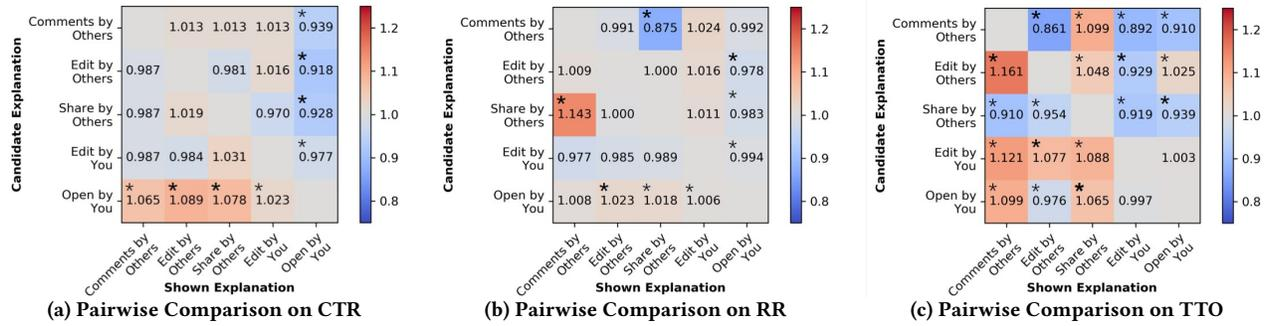 Candidate Explanation
Comments by
Others
1.013 1.013 1.013 * 0.939
Edit by
Others
0.987 0.981 1.016 * 0.918
Share by
Others
0.987 1.019 0.970 * 0.928
Edit by
You
0.987 0.984 1.031 * 0.977
Open by
You
* 1.065 * 1.089 * 1.078 * 1.023
Comments by
Others
Edit by
Others
Share by
Others
Edit by
You
Open by
You
Shown Explanation
1.2
1.1
1.0
0.9
0.8
(a) Pairwise Comparison on CTR
Candidate Explanation
Comments by
Others
0.991 * 0.875 1.024 0.992
Edit by
Others
1.009 1.000 1.016 * 0.978
Share by
Others
* 1.143 1.000 1.011 * 0.983
Edit by
You
0.977 0.985 0.989 * 0.994
Open by
You
1.008 * 1.023 * 1.018 * 1.006
Comments by
Others
Edit by
Others
Share by
Others
Edit by
You
Open by
You
Shown Explanation
1.2
1.1
1.0
0.9
0.8
(b) Pairwise Comparison on RR
Candidate Explanation
Comments by
Others
* 0.861 * 1.099 * 0.892 * 0.910
Edit by
Others
* 1.161 * 1.048 * 0.929 * 1.025
Share by
Others
* 0.910 * 0.954 * 0.919 * 0.939
Edit by
You
* 1.121 * 1.077 * 1.088 1.003
Open by
You
* 1.099 * 0.976 * 1.065 0.997
Comments by
Others
Edit by
Others
Share by
Others
Edit by
You
Open by
You
Shown Explanation
1.2
1.1
1.0
0.9
0.8
(c) Pairwise Comparison on TTO